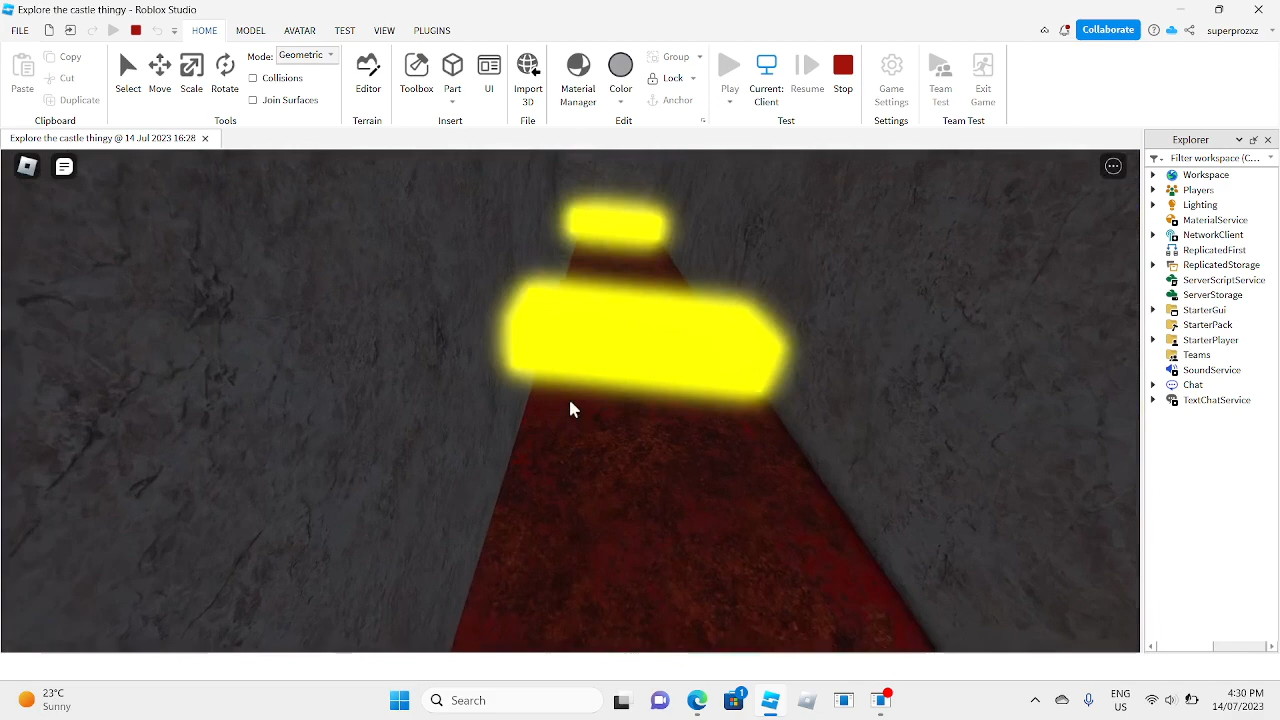 Explore the castle thingy - Roblox Studio
FILE HOME MODEL AVATAR TEST VIEW PLUGINS Collaborate superprozzz
Paste Copy Cut Duplicate Clipboard
Select Move Scale Rotate Mode: Geometric Collisions Join Surfaces Tools
Editor Terrain
Toolbox Part UI Insert
Import 3D File
Material Manager Color Group Lock Anchor Edit
Play Current: Client Resume Stop Test
Game Settings Settings
Team Test Exit Game Team Test
Explore the castle thingy @ 14 Jul 2023 16:28
Explorer
Filter workspace (C...
Workspace
Players
Lighting
MaterialService
NetworkClient
ReplicatedFirst
ReplicatedStorage
ServerScriptService
ServerStorage
StarterGui
StarterPack
StarterPlayer
Teams
SoundService
Chat
TextChatService
23°C
Sunny
Search
1
ENG
US
4:30 PM
14/07/2023